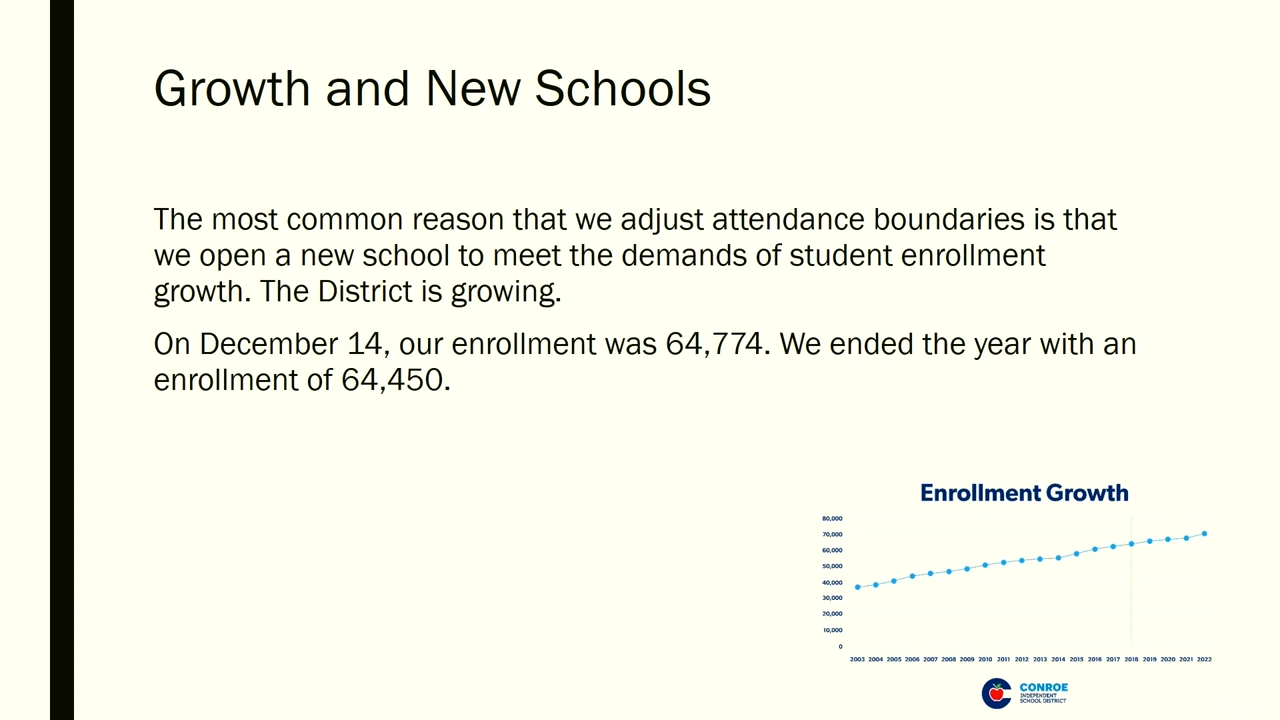 Growth and New Schools
The most common reason that we adjust attendance boundaries is that
we open a new school to meet the demands of student enrollment
growth. The District is growing.
On December 14, our enrollment was 64,774. We ended the year with an
enrollment of 64,450.
Enrollment Growth
80,000
70,000
60,000
50,000
40,000
30,000
20,000
10,000
0
2003 2004 2005 2006 2007 2008 2009 2010 2011 2012 2013 2014 2015 2016 2017 2018 2019 2020 2021 2022
CONROE
INDEPENDENT
SCHOOL DISTRICT